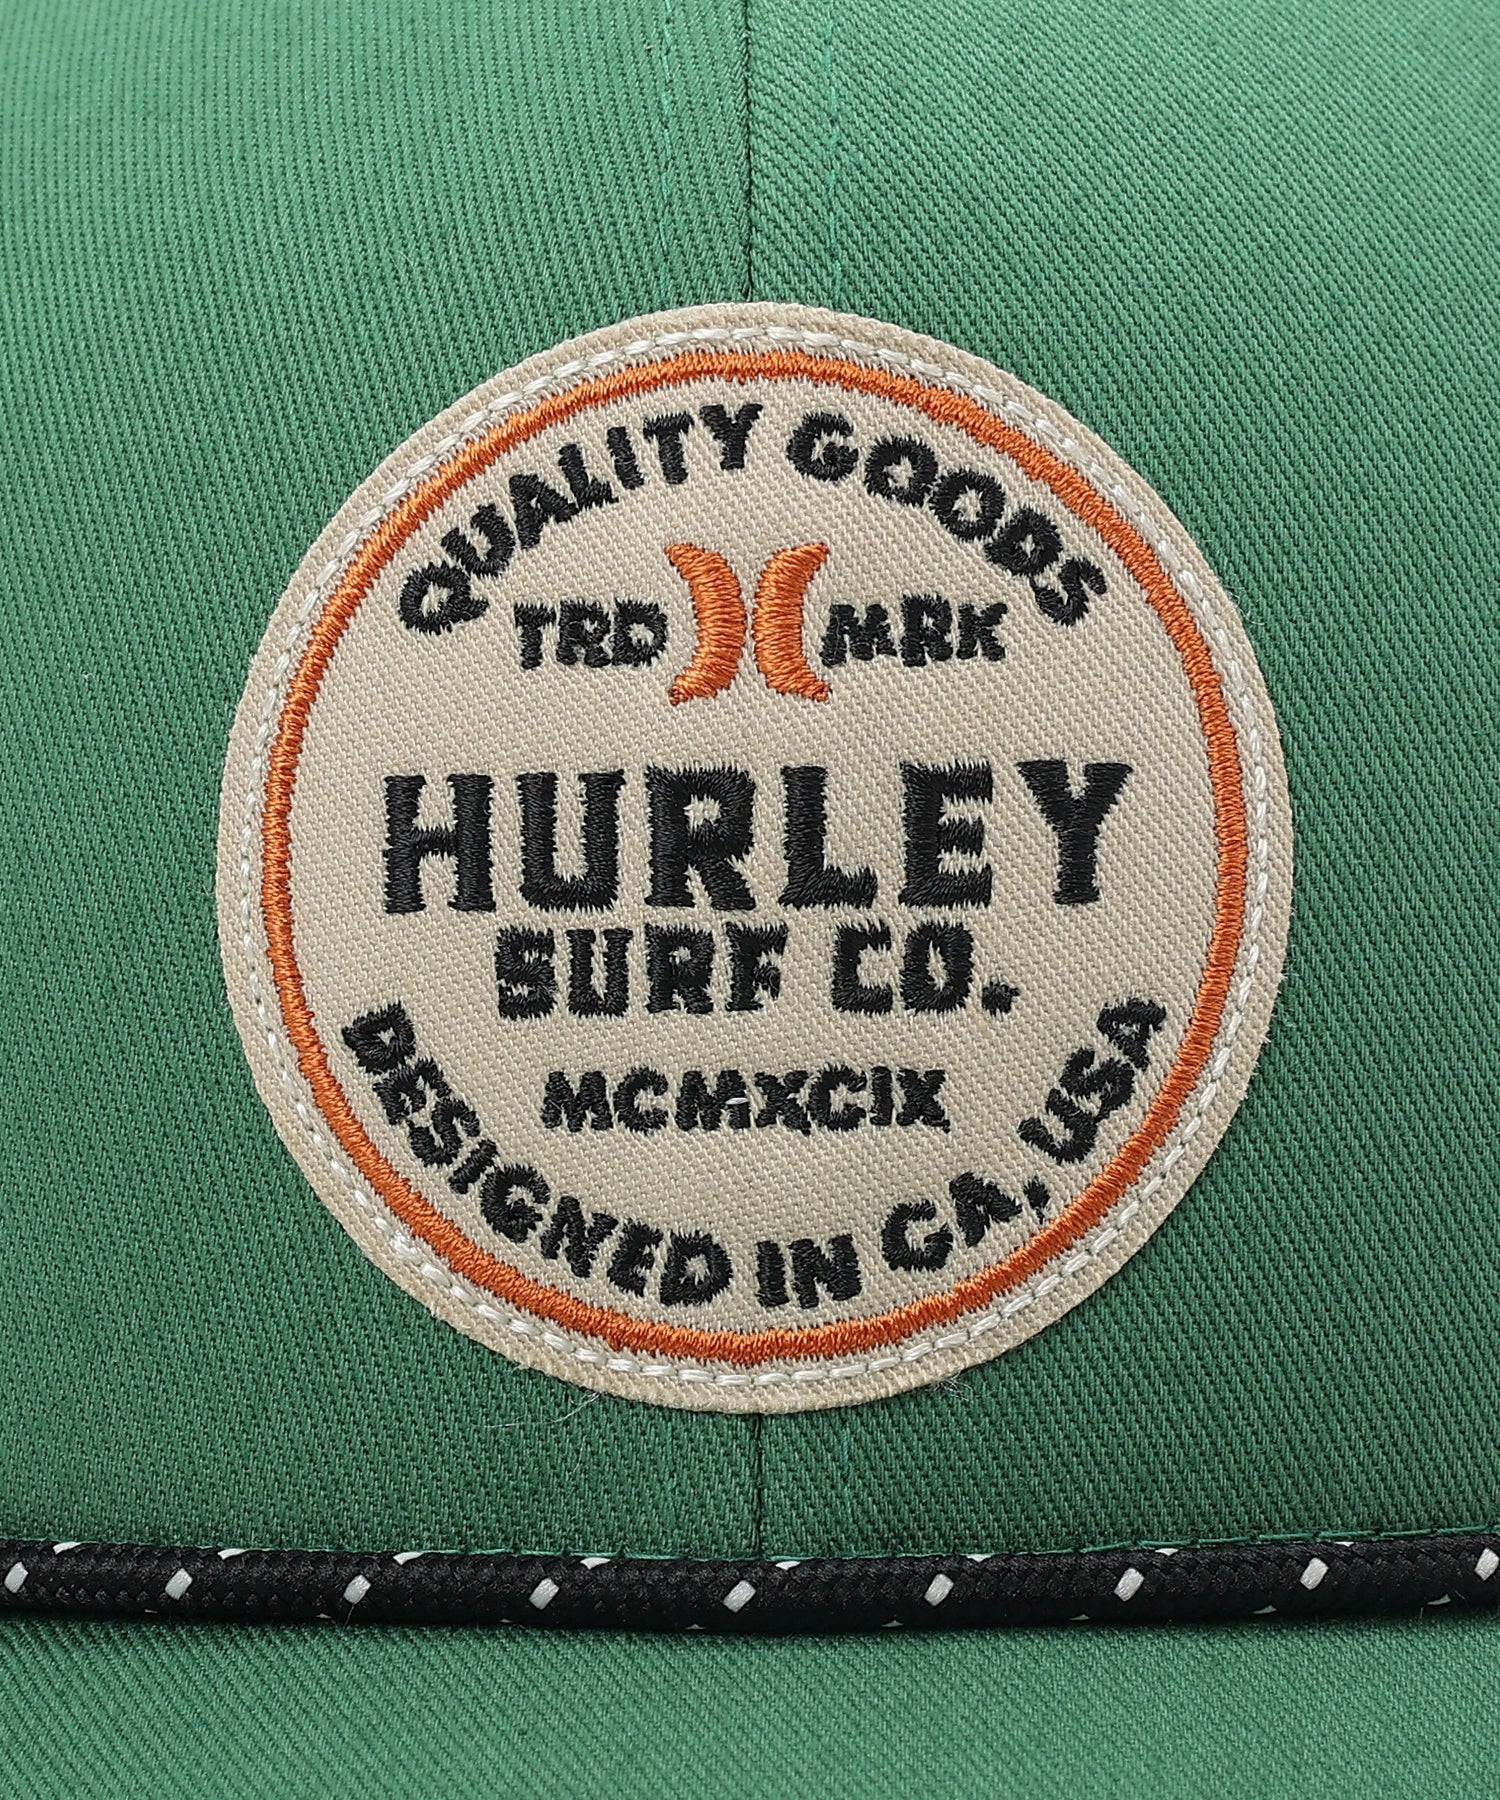 QUALITY GOODS
TRD MRK
HURLEY
SURF CO.
MCMXCIX
DESIGNED IN CA, USA